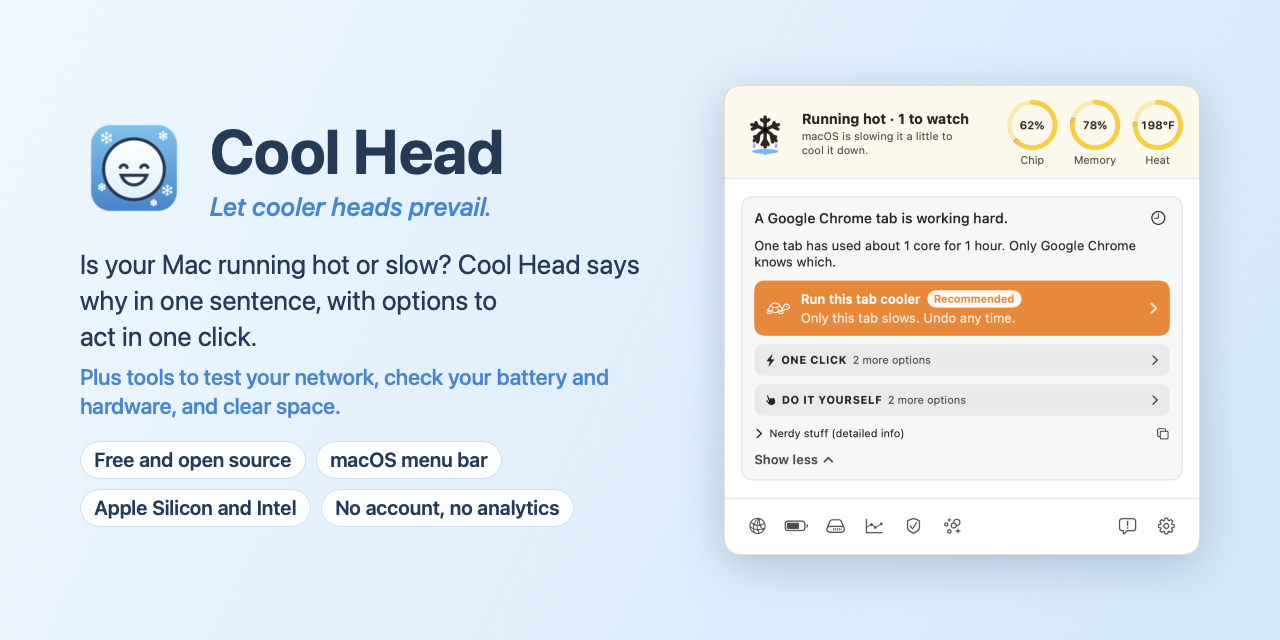 Cool Head
Let cooler heads prevail.
Is your Mac running hot or slow? Cool Head says
why in one sentence, with options to
act in one click.
Plus tools to test your network, check your battery and
hardware, and clear space.
Free and open source
macOS menu bar
Apple Silicon and Intel
No account, no analytics
Running hot · 1 to watch
macOS is slowing it a little to
cool it down.
62%
Chip
78%
Memory
198°F
Heat
A Google Chrome tab is working hard.
One tab has used about 1 core for 1 hour. Only Google Chrome
knows which.
Run this tab cooler Recommended
Only this tab slows. Undo any time.
ONE CLICK 2 more options
DO IT YOURSELF 2 more options
Nerdy stuff (detailed info)
Show less